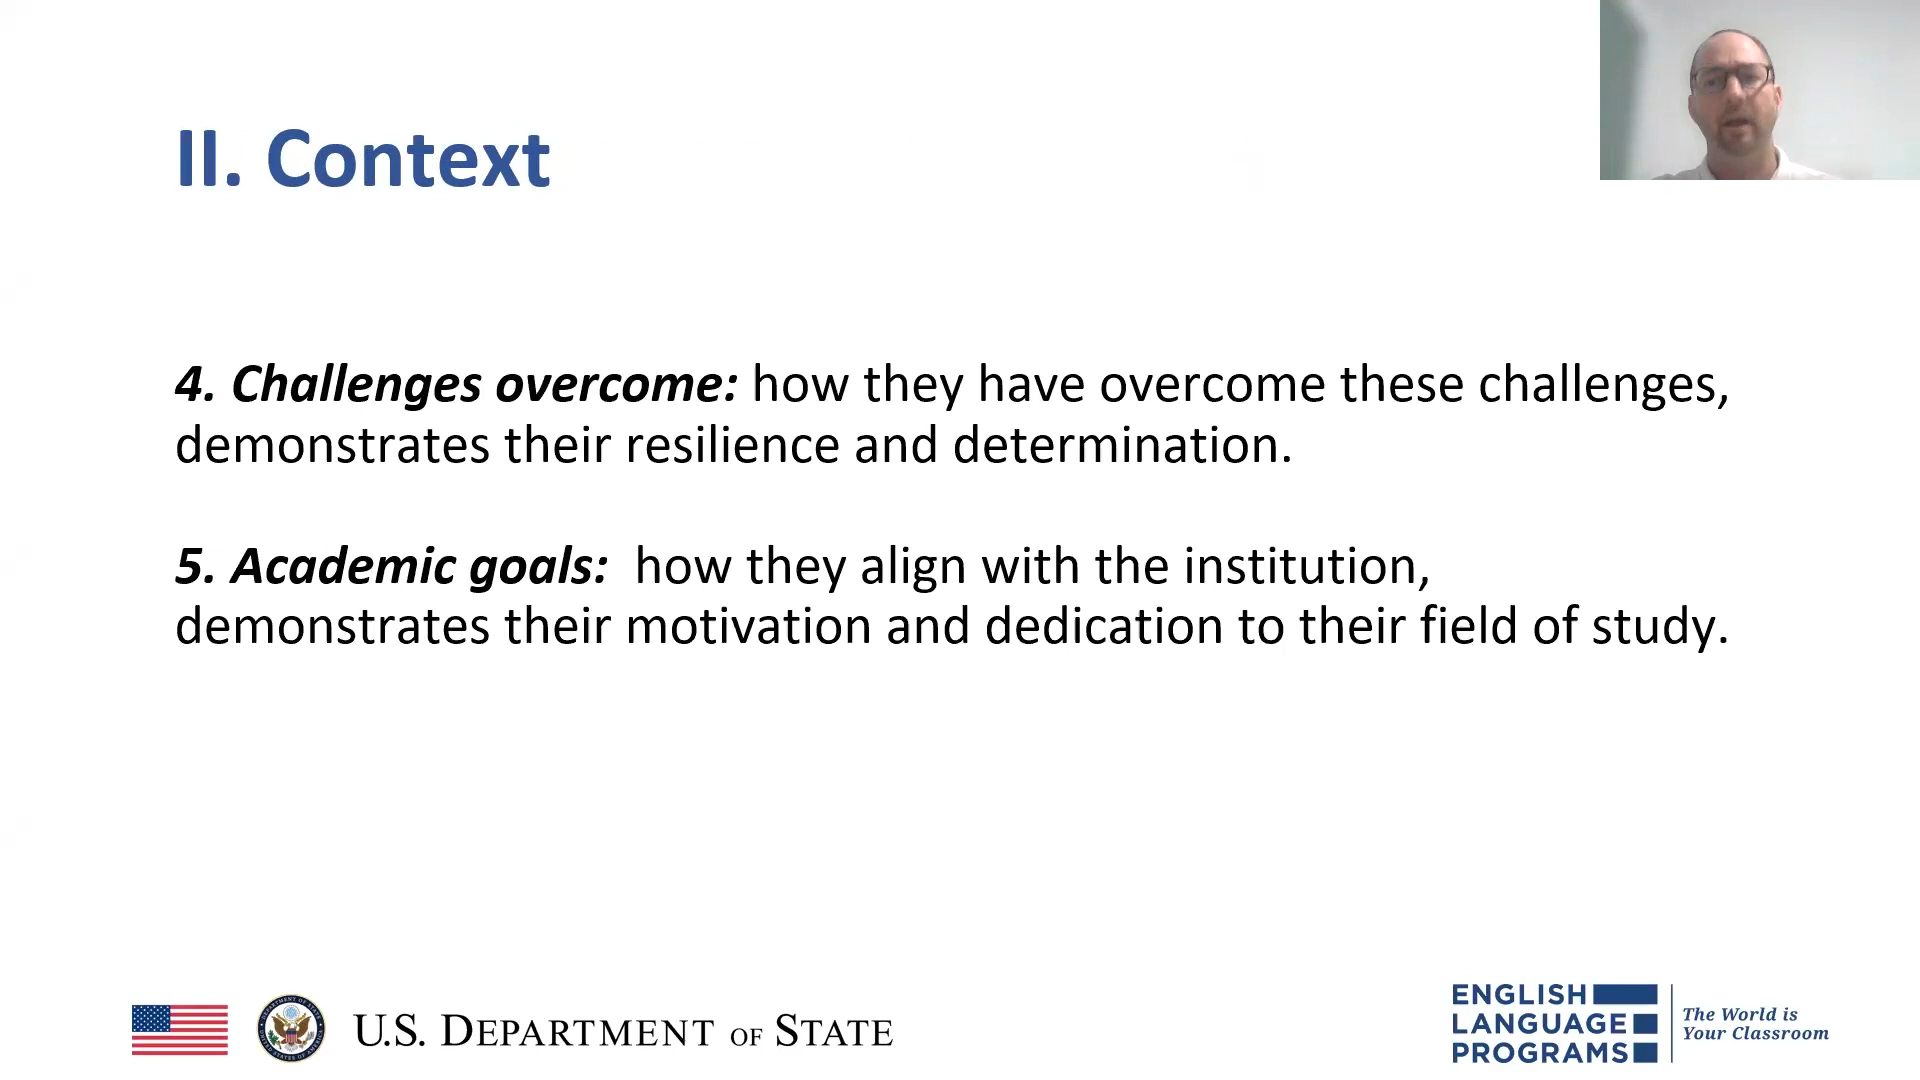 II. Context
4. Challenges overcome: how they have overcome these challenges,
demonstrates their resilience and determination.
5. Academic goals: how they align with the institution,
demonstrates their motivation and dedication to their field of study.
U.S. DEPARTMENT OF STATE
ENGLISH
LANGUAGE
PROGRAMS
The World is
Your Classroom